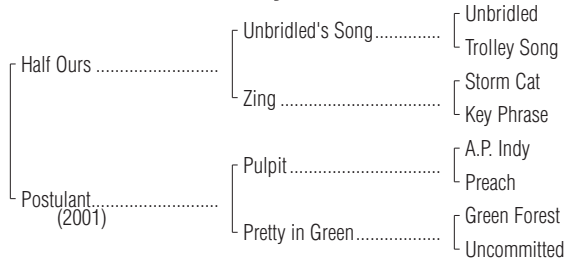 Unbridled
Unbridled's Song..............
Trolley Song
Half Ours ..........................
Storm Cat
Zing ..................................
Key Phrase
A.P. Indy
Pulpit................................
Preach
Postulant...........................
(2001)
Green Forest
Pretty in Green..................
Uncommitted